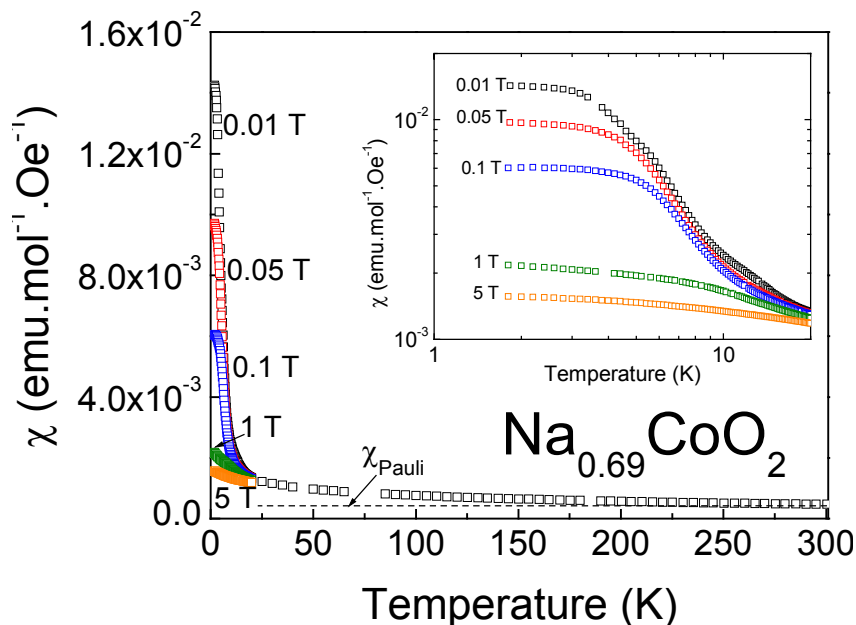 1.6x10⁻²
1.2x10⁻²
8.0x10⁻³
4.0x10⁻³
0.0
χ (emu.mol⁻¹.Oe⁻¹)
0.01 T
0.05 T
0.1 T
1 T
5 T
χPauli
Na0.69CoO2
0 50 100 150 200 250 300
Temperature (K)
10⁻²
10⁻³
χ (emu.mol⁻¹.Oe⁻¹)
0.01 T
0.05 T
0.1 T
1 T
5 T
1 10
Temperature (K)